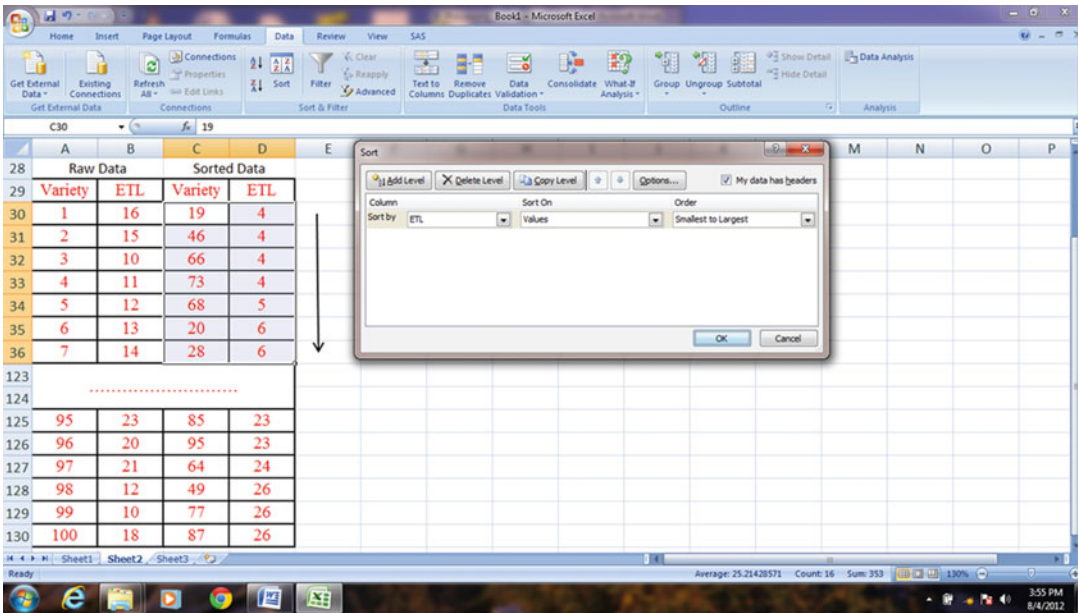 Book1 - Microsoft Excel
Home Insert Page Layout Formulas Data Review View SAS
Get External Data Existing Connections Refresh All Connections Properties Edit Links Sort Filter Clear Reapply Advanced Text to Columns Remove Duplicates Data Validation Consolidate What-If Analysis Group Ungroup Subtotal Show Detail Hide Detail Data Analysis
Get External Data Connections Sort & Filter Data Tools Outline Analysis
C30 fx 19
A B C D E M N O P
28 Raw Data Sorted Data
29 Variety ETL Variety ETL
30 1 16 19 4
31 2 15 46 4
32 3 10 66 4
33 4 11 73 4
34 5 12 68 5
35 6 13 20 6
36 7 14 28 6
123
124
125 95 23 85 23
126 96 20 95 23
127 97 21 64 24
128 98 12 49 26
129 99 10 77 26
130 100 18 87 26
Sort
Add Level Delete Level Copy Level Options... My data has headers
Column Sort On Order
Sort by ETL Values Smallest to Largest
OK Cancel
Sheet1 Sheet2 Sheet3
Ready Average: 25.21428571 Count: 16 Sum: 353 130%
3:55 PM
8/4/2012